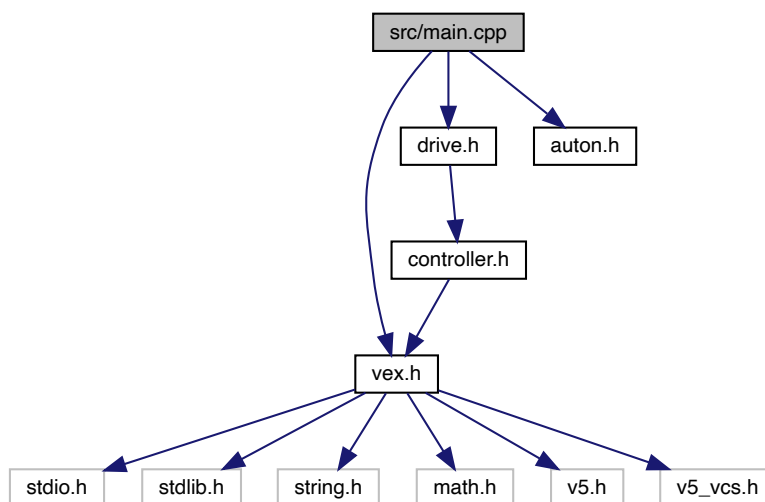 src/main.cpp
drive.h
auton.h
controller.h
vex.h
stdio.h
stdlib.h
string.h
math.h
v5.h
v5_vcs.h